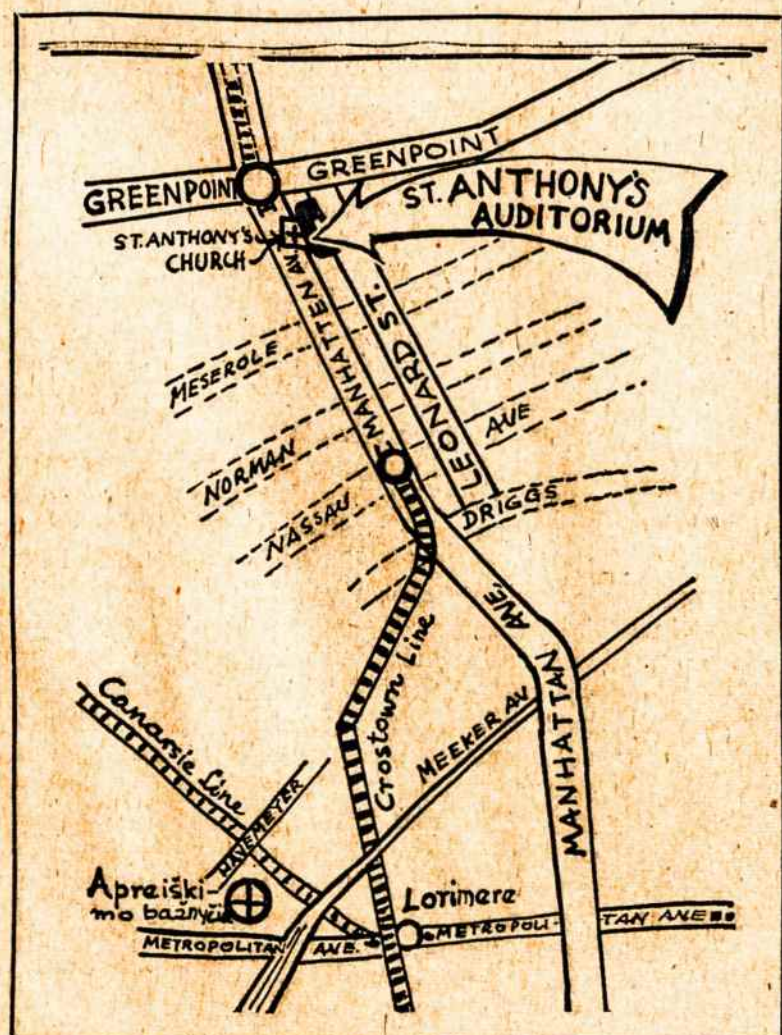 GREENPOINT
GREENPOINT
ST. ANTHONY'S
AUDITORIUM
ST. ANTHONY'S
CHURCH
MANHATTEN AV.
LEONARD ST.
MESEROLE
NORMAN
AVE
NASSAU
DRIGGS
AVE.
MANHATTAN
Crostown Line
MEEKER AV
Canarsie Line
HAVEMEYER
Apreiški-
mo bažnyčia
Lorimere
METROPOLITAN AVE.
METROPOLI- TAN AVE